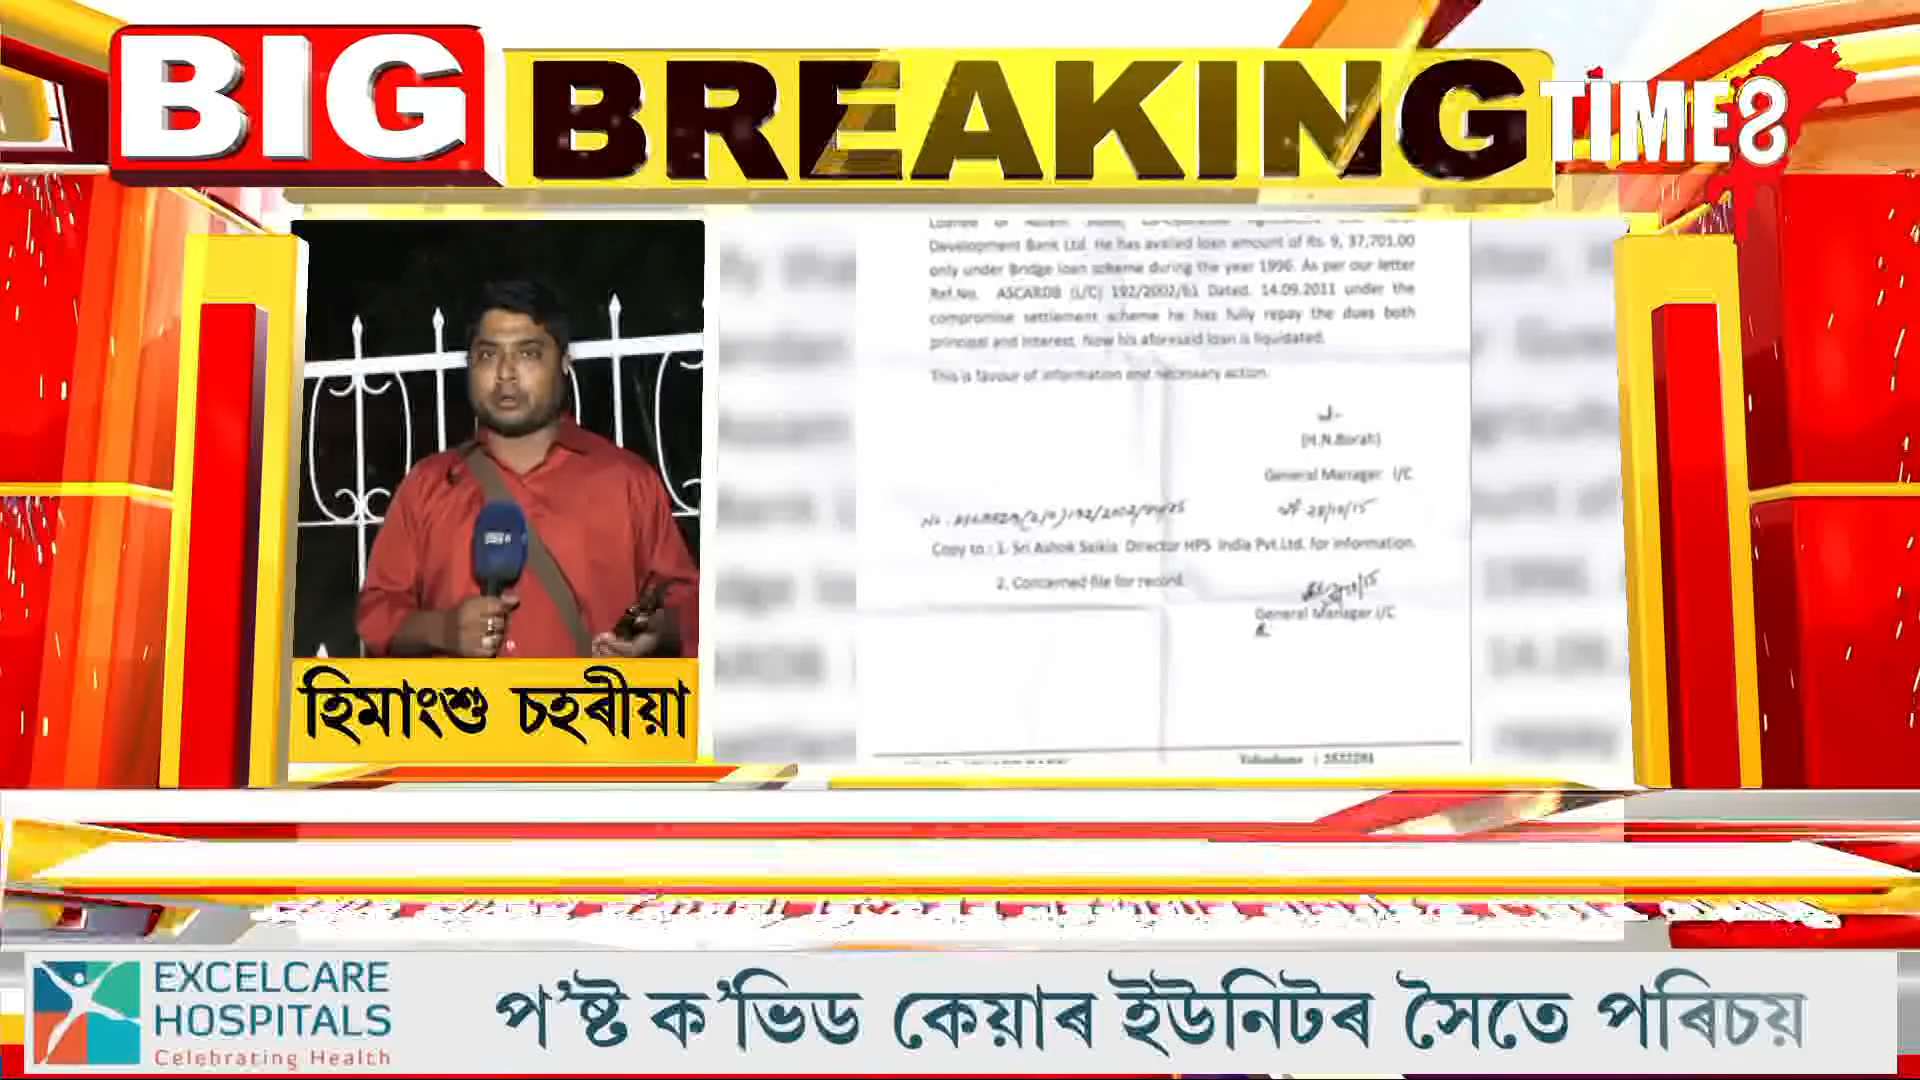 BIG BREAKING
TIME8
Development Bank Ltd. He has availed loan amount of Rs 9, 37,701.00
only under Bridge loan scheme during the year 1996. As per our letter
Ref.No. ASCARDB (L/C) 192/2002/61 Dated. 14.09.2011 under the
compromise settlement scheme he has fully repay the dues both
principal and interest. Now his aforesaid loan is liquidated.
This is favour of information and necessary action.
(H.N.Borah)
General Manager I/C
Copy to : 1. Sri Ashok Saikia Director HPS India Pvt.Ltd. for information.
2. Concerned file for record.
General Manager I/C
হিমাংশু চহৰীয়া
EXCELCARE
HOSPITALS
Celebrating Health
প'ষ্ট ক'ভিড কেয়াৰ ইউনিটৰ সৈতে পৰিচয়